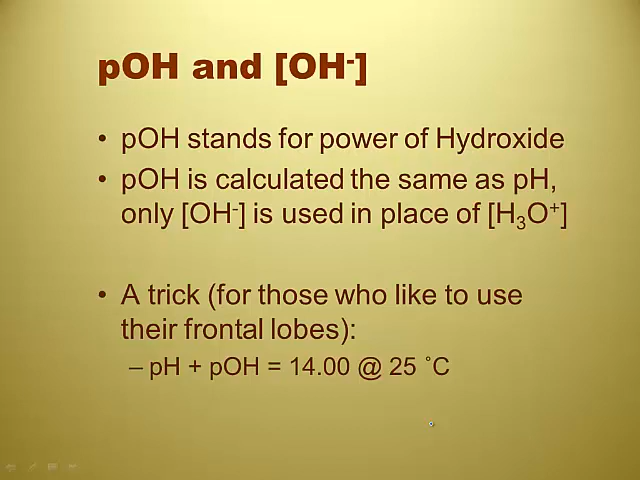 pOH and [OH⁻]
• pOH stands for power of Hydroxide
• pOH is calculated the same as pH,
only [OH⁻] is used in place of [H₃O⁺]
• A trick (for those who like to use
their frontal lobes):
– pH + pOH = 14.00 @ 25 ˚C